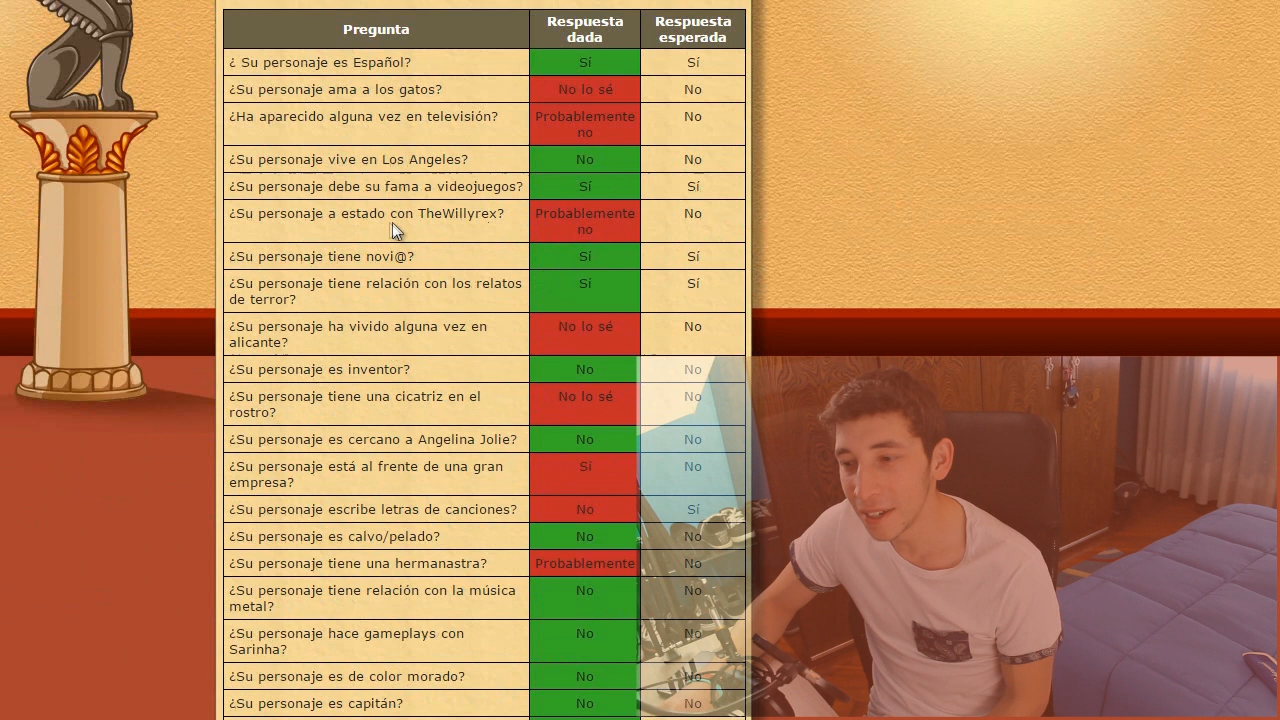 Pregunta Respuesta dada Respuesta esperada
¿ Su personaje es Español? Sí Sí
¿Su personaje ama a los gatos? No lo sé No
¿Ha aparecido alguna vez en televisión? Probablemente no No
¿Su personaje vive en Los Angeles? No No
¿Su personaje debe su fama a videojuegos? Sí Sí
¿Su personaje a estado con TheWillyrex? Probablemente no No
¿Su personaje tiene novi@? Sí Sí
¿Su personaje tiene relación con los relatos
de terror? Sí Sí
¿Su personaje ha vivido alguna vez en
alicante? No lo sé No
¿Su personaje es inventor? No No
¿Su personaje tiene una cicatriz en el
rostro? No lo sé No
¿Su personaje es cercano a Angelina Jolie? No No
¿Su personaje está al frente de una gran
empresa? Sí No
¿Su personaje escribe letras de canciones? No Sí
¿Su personaje es calvo/pelado? No No
¿Su personaje tiene una hermanastra? Probablemente No
¿Su personaje tiene relación con la música
metal? No No
¿Su personaje hace gameplays con
Sarinha? No No
¿Su personaje es de color morado? No No
¿Su personaje es capitán? No No